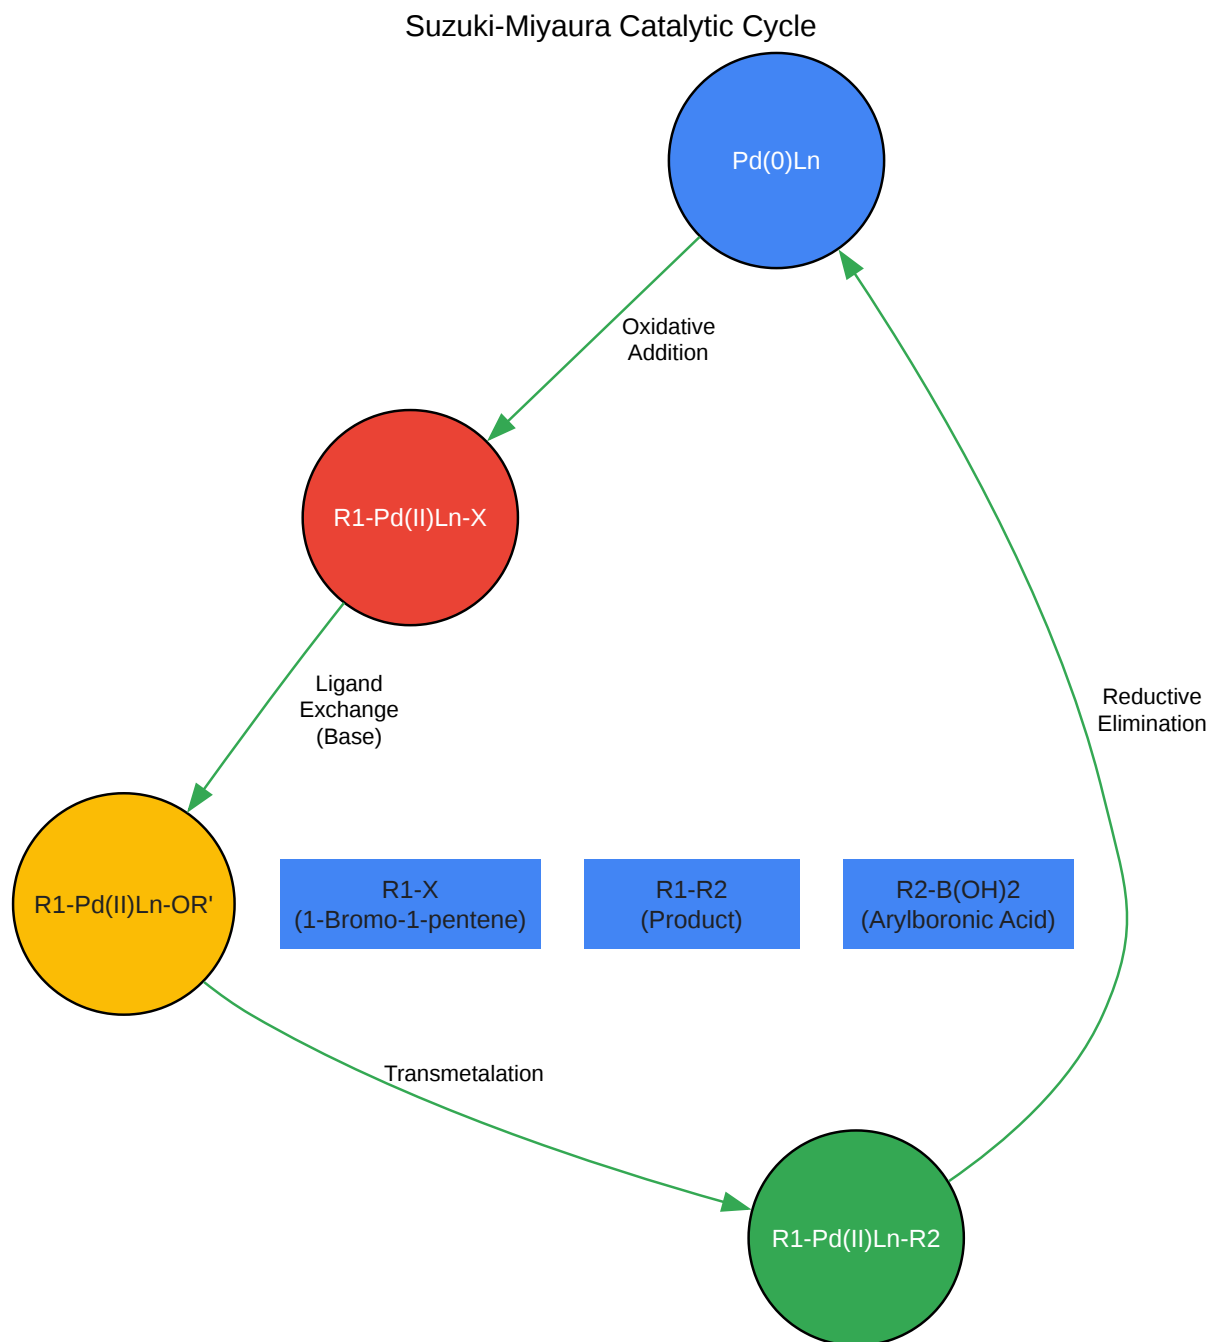 Suzuki-Miyaura Catalytic Cycle
Pd(0)Ln
Oxidative
Addition
R1-Pd(II)Ln-X
Ligand
Exchange
(Base)
Reductive
Elimination
R1-Pd(II)Ln-OR'
R1-X
(1-Bromo-1-pentene)
R1-R2
(Product)
R2-B(OH)2
(Arylboronic Acid)
Transmetalation
R1-Pd(II)Ln-R2